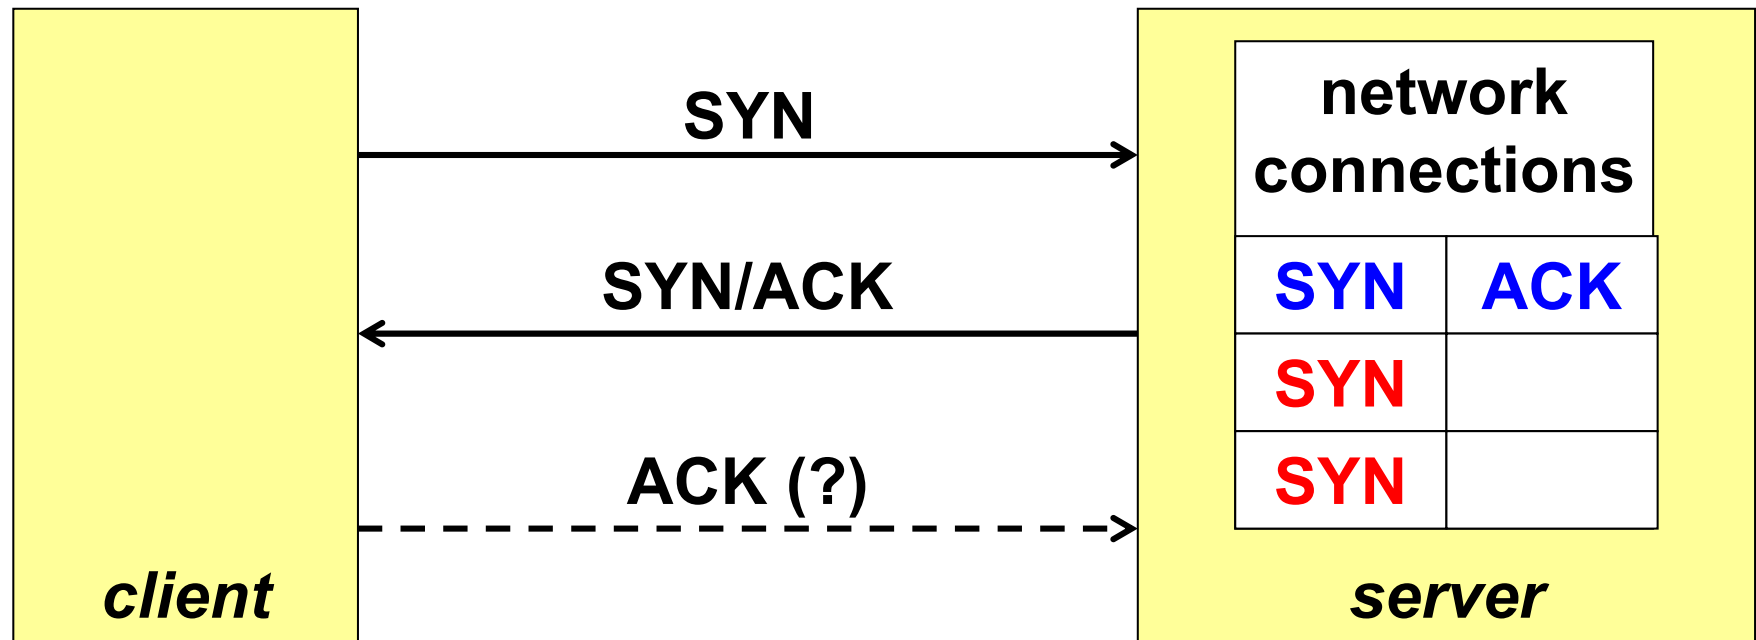 SYN
SYN/ACK
ACK (?)
client
network
connections
SYN ACK
SYN
SYN
server